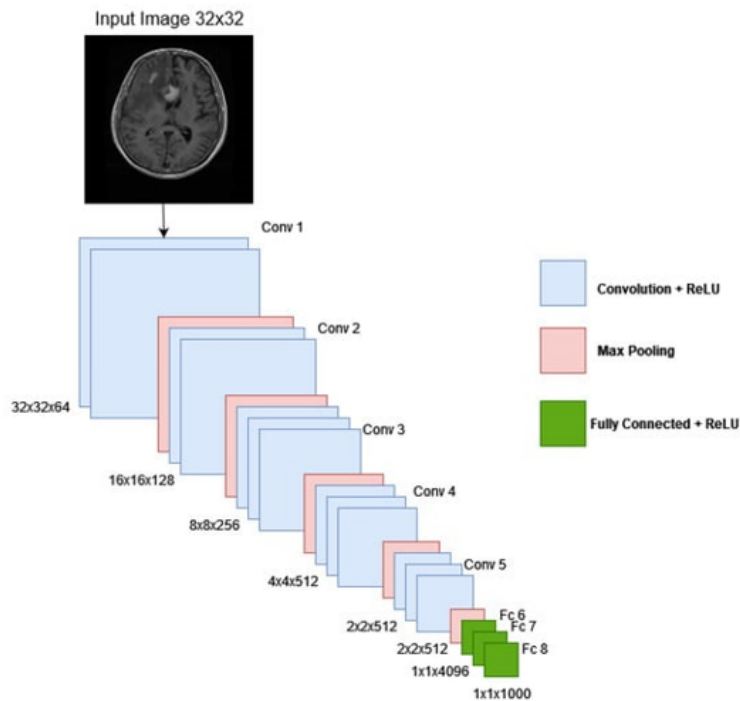 Input Image 32x32
Conv 1
Conv 2
32x32x64
Conv 3
16x16x128
Conv 4
8x8x256
Conv 5
4x4x512
Fc 6
2x2x512
Fc 7
2x2x512
Fc 8
1x1x4096
1x1x1000
Convolution + ReLU
Max Pooling
Fully Connected + ReLU